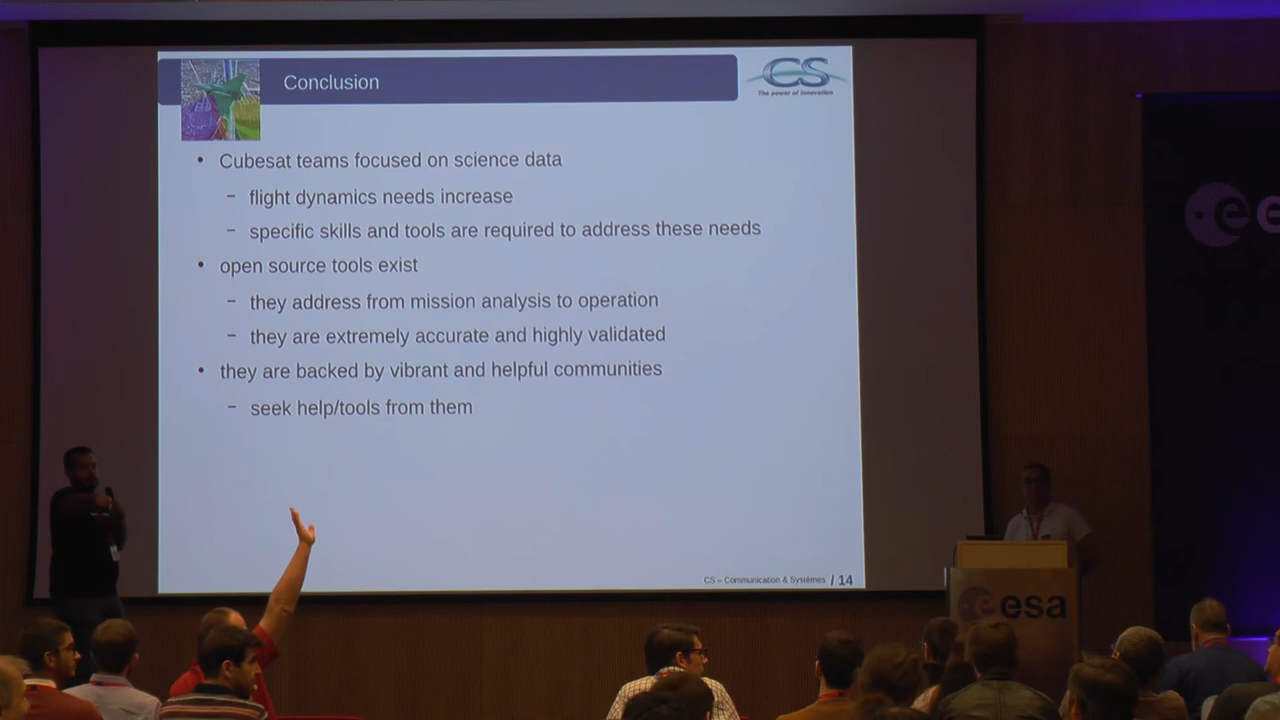 Conclusion
CS
The power of innovation
• Cubesat teams focused on science data
– flight dynamics needs increase
– specific skills and tools are required to address these needs
• open source tools exist
– they address from mission analysis to operation
– they are extremely accurate and highly validated
• they are backed by vibrant and helpful communities
– seek help/tools from them
CS – Communication & Systèmes / 14
esa